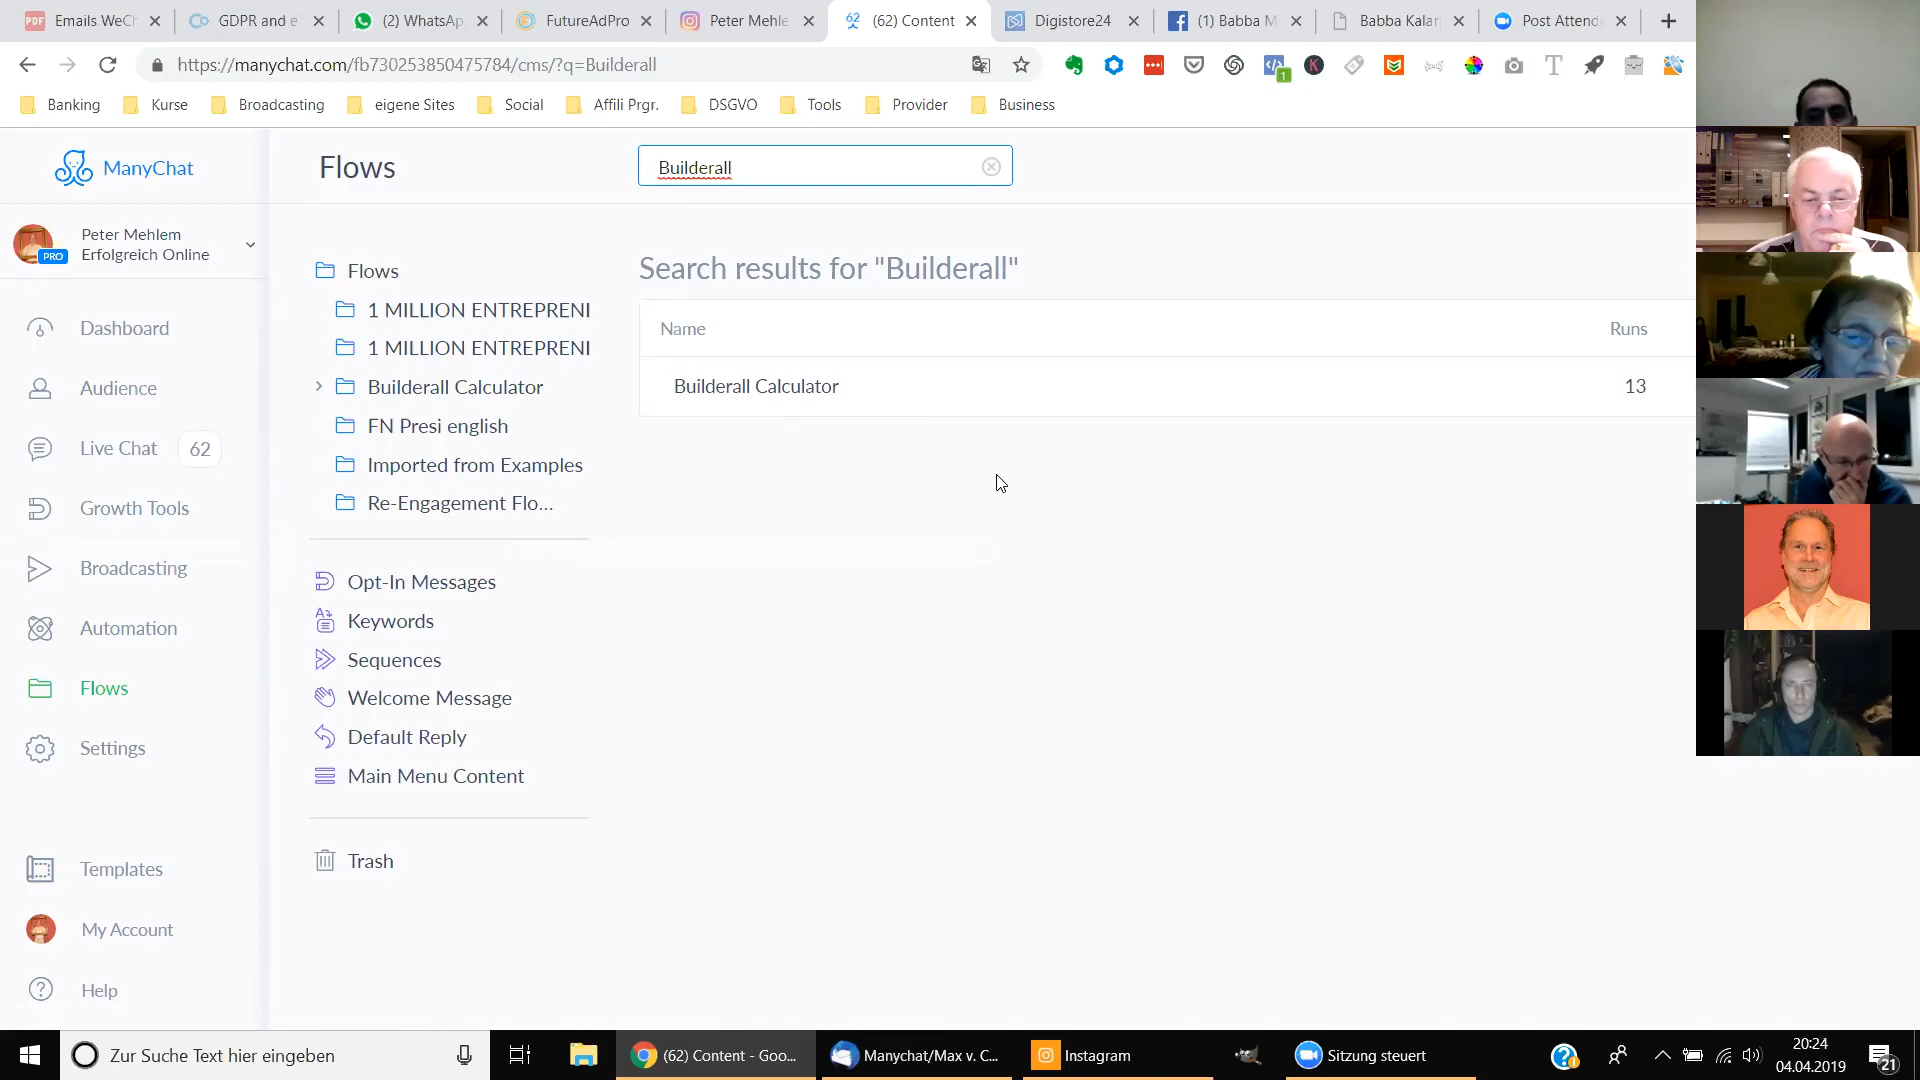 Emails WeCh
GDPR and e
(2) WhatsAp
FutureAdPro
Peter Mehle
(62) Content
Digistore24
(1) Babba M
Babba Kalar
Post Attende
https://manychat.com/fb730253850475784/cms/?q=Builderall
Banking
Kurse
Broadcasting
eigene Sites
Social
Affili Prgr.
DSGVO
Tools
Provider
Business
ManyChat
Flows
Builderall
Peter Mehlem
Erfolgreich Online
PRO
Dashboard
Audience
Live Chat 62
Growth Tools
Broadcasting
Automation
Flows
Settings
Templates
My Account
Help
Flows
1 MILLION ENTREPRENI
1 MILLION ENTREPRENI
Builderall Calculator
FN Presi english
Imported from Examples
Re-Engagement Flo...
Opt-In Messages
Keywords
Sequences
Welcome Message
Default Reply
Main Menu Content
Trash
Search results for "Builderall"
Name Runs
Builderall Calculator 13
Zur Suche Text hier eingeben
(62) Content - Goo...
Manychat/Max v. C...
Instagram
Sitzung steuert
20:24
04.04.2019
21